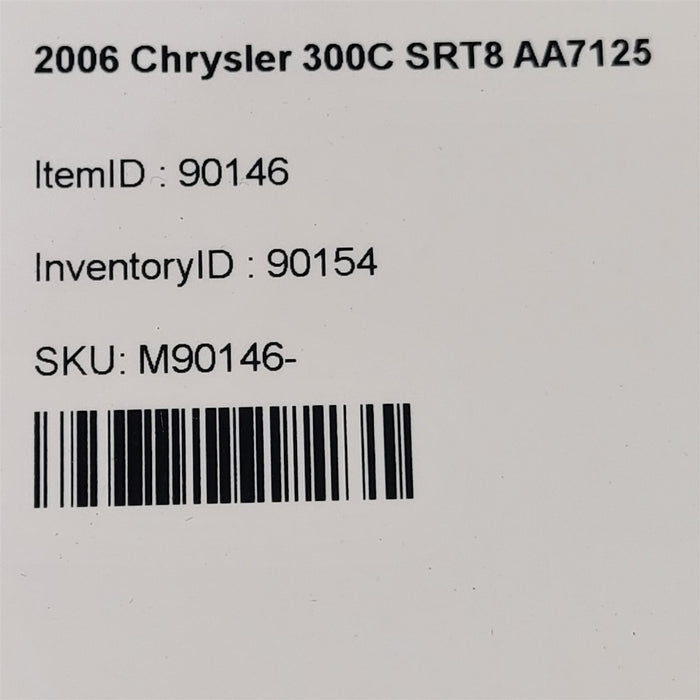 2006 Chrysler 300C SRT8 AA7125
ItemID : 90146
InventoryID : 90154
SKU: M90146-